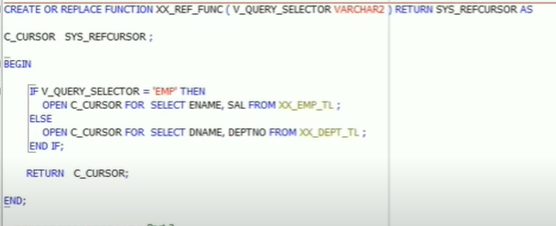 CREATE OR REPLACE FUNCTION XX_REF_FUNC ( V_QUERY_SELECTOR VARCHAR2 ) RETURN SYS_REFCURSOR AS
C_CURSOR SYS_REFCURSOR ;
BEGIN
IF V_QUERY_SELECTOR = 'EMP' THEN
OPEN C_CURSOR FOR SELECT ENAME, SAL FROM XX_EMP_TL ;
ELSE
OPEN C_CURSOR FOR SELECT DNAME, DEPTNO FROM XX_DEPT_TL ;
END IF;
RETURN C_CURSOR;
END;